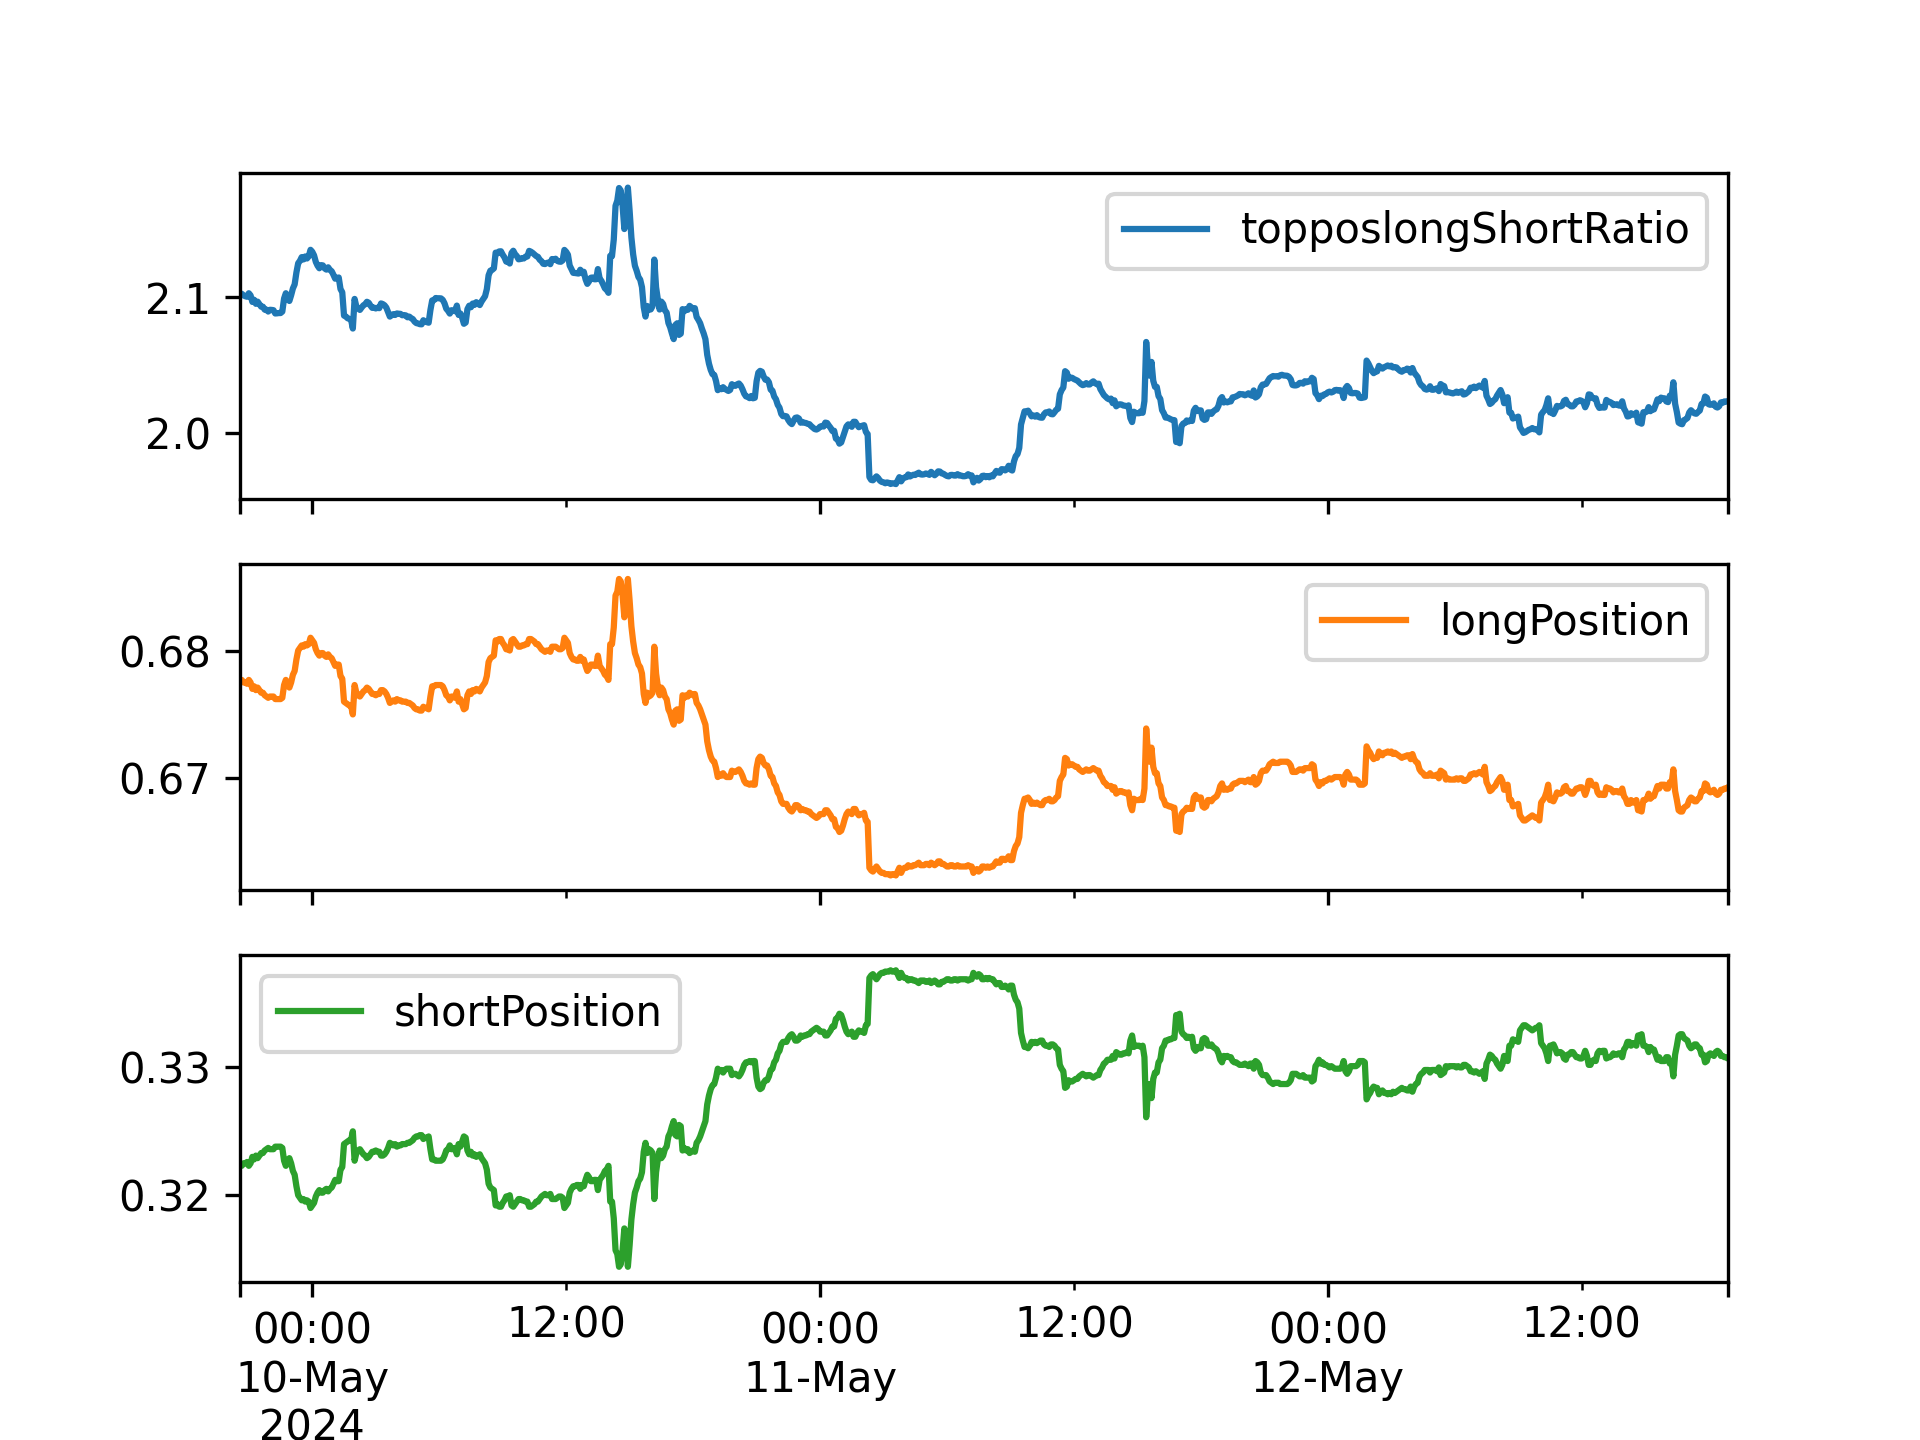 topposlongShortRatio
2.1
2.0
longPosition
0.68
0.67
shortPosition
0.33
0.32
00:00 12:00 00:00 12:00 00:00 12:00
10-May 11-May 12-May
2024